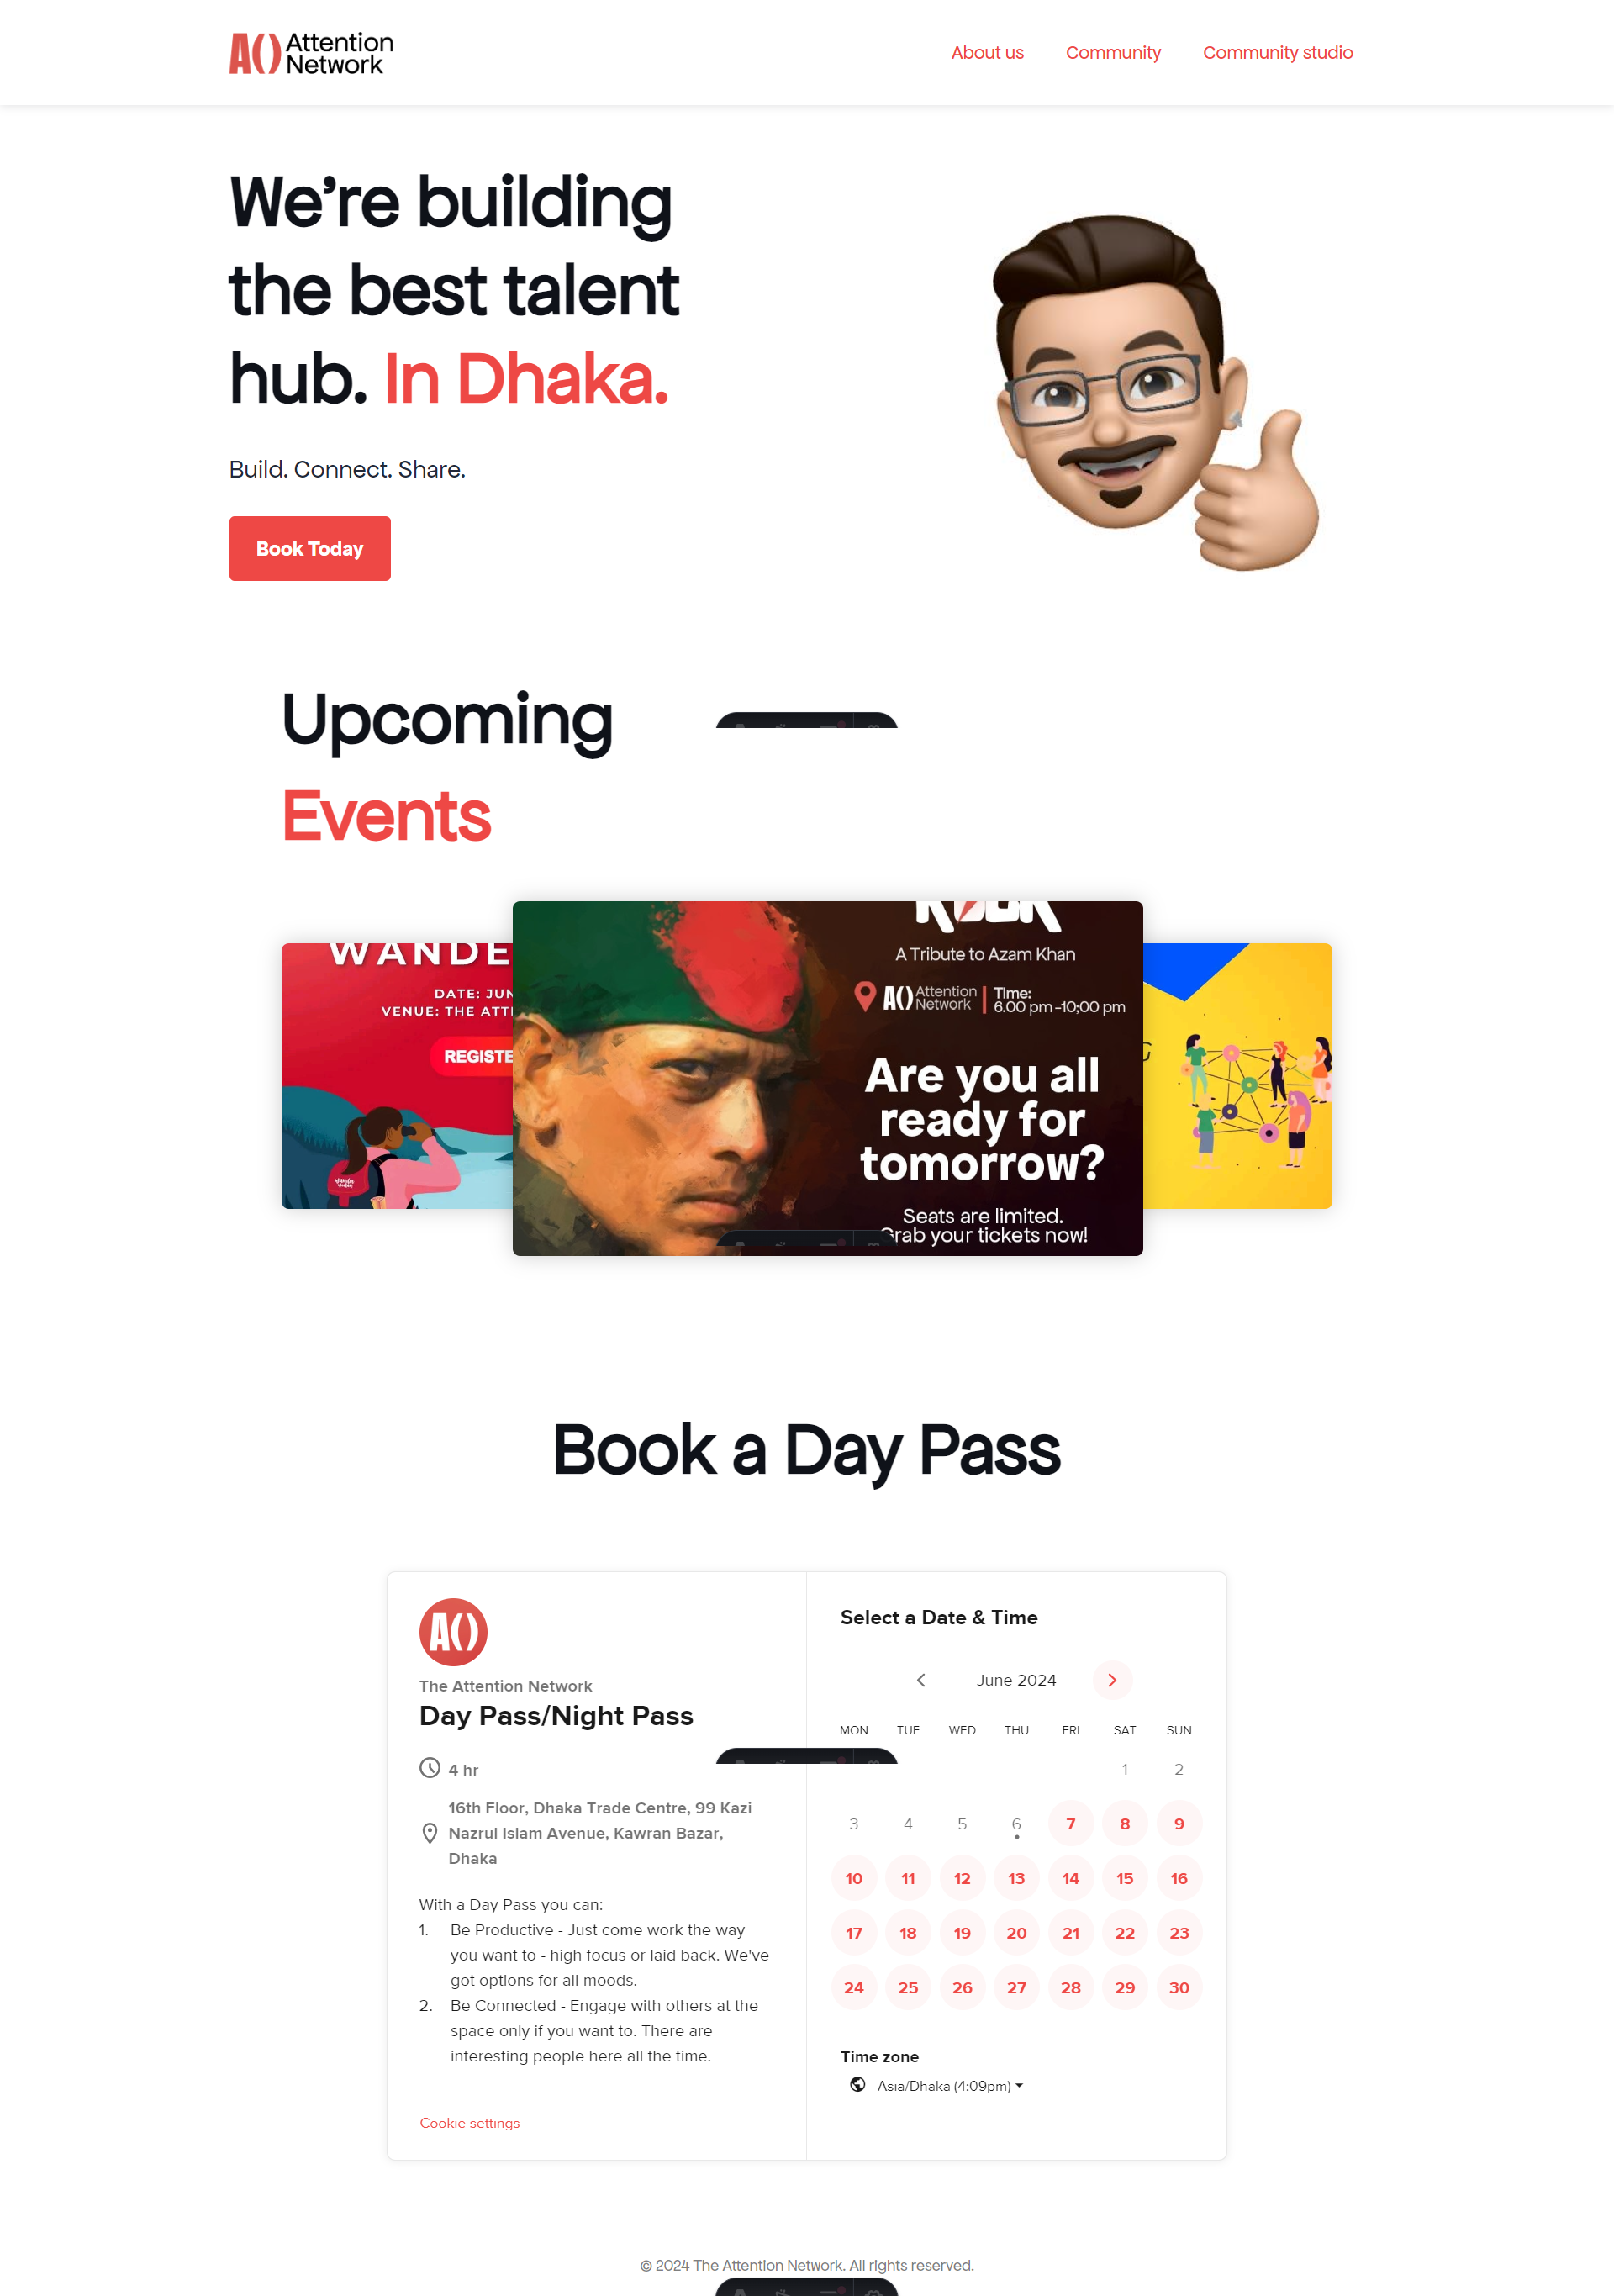 A() Attention
Network
About us
Community
Community studio
We're building
the best talent
hub. In Dhaka.
Build. Connect. Share.
Book Today
Upcoming
Events
DATE:
VENUE: THE
A Tribute to Azam Khan
A() Attention
Network
TIme:
6.00 pm -10;00 pm
Are you all
ready for
tomorrow?
Seats are limited.
Grab your tickets now!
Book a Day Pass
A()
The Attention Network
Day Pass/Night Pass
4 hr
16th Floor, Dhaka Trade Centre, 99 Kazi
Nazrul Islam Avenue, Kawran Bazar,
Dhaka
With a Day Pass you can:
1. Be Productive - Just come work the way
you want to - high focus or laid back. We've
got options for all moods.
2. Be Connected - Engage with others at the
space only if you want to. There are
interesting people here all the time.
Cookie settings
Select a Date & Time
June 2024
MON TUE WED THU FRI SAT SUN
1 2
3 4 5 6 7 8 9
10 11 12 13 14 15 16
17 18 19 20 21 22 23
24 25 26 27 28 29 30
Time zone
Asia/Dhaka (4:09pm)
© 2024 The Attention Network. All rights reserved.